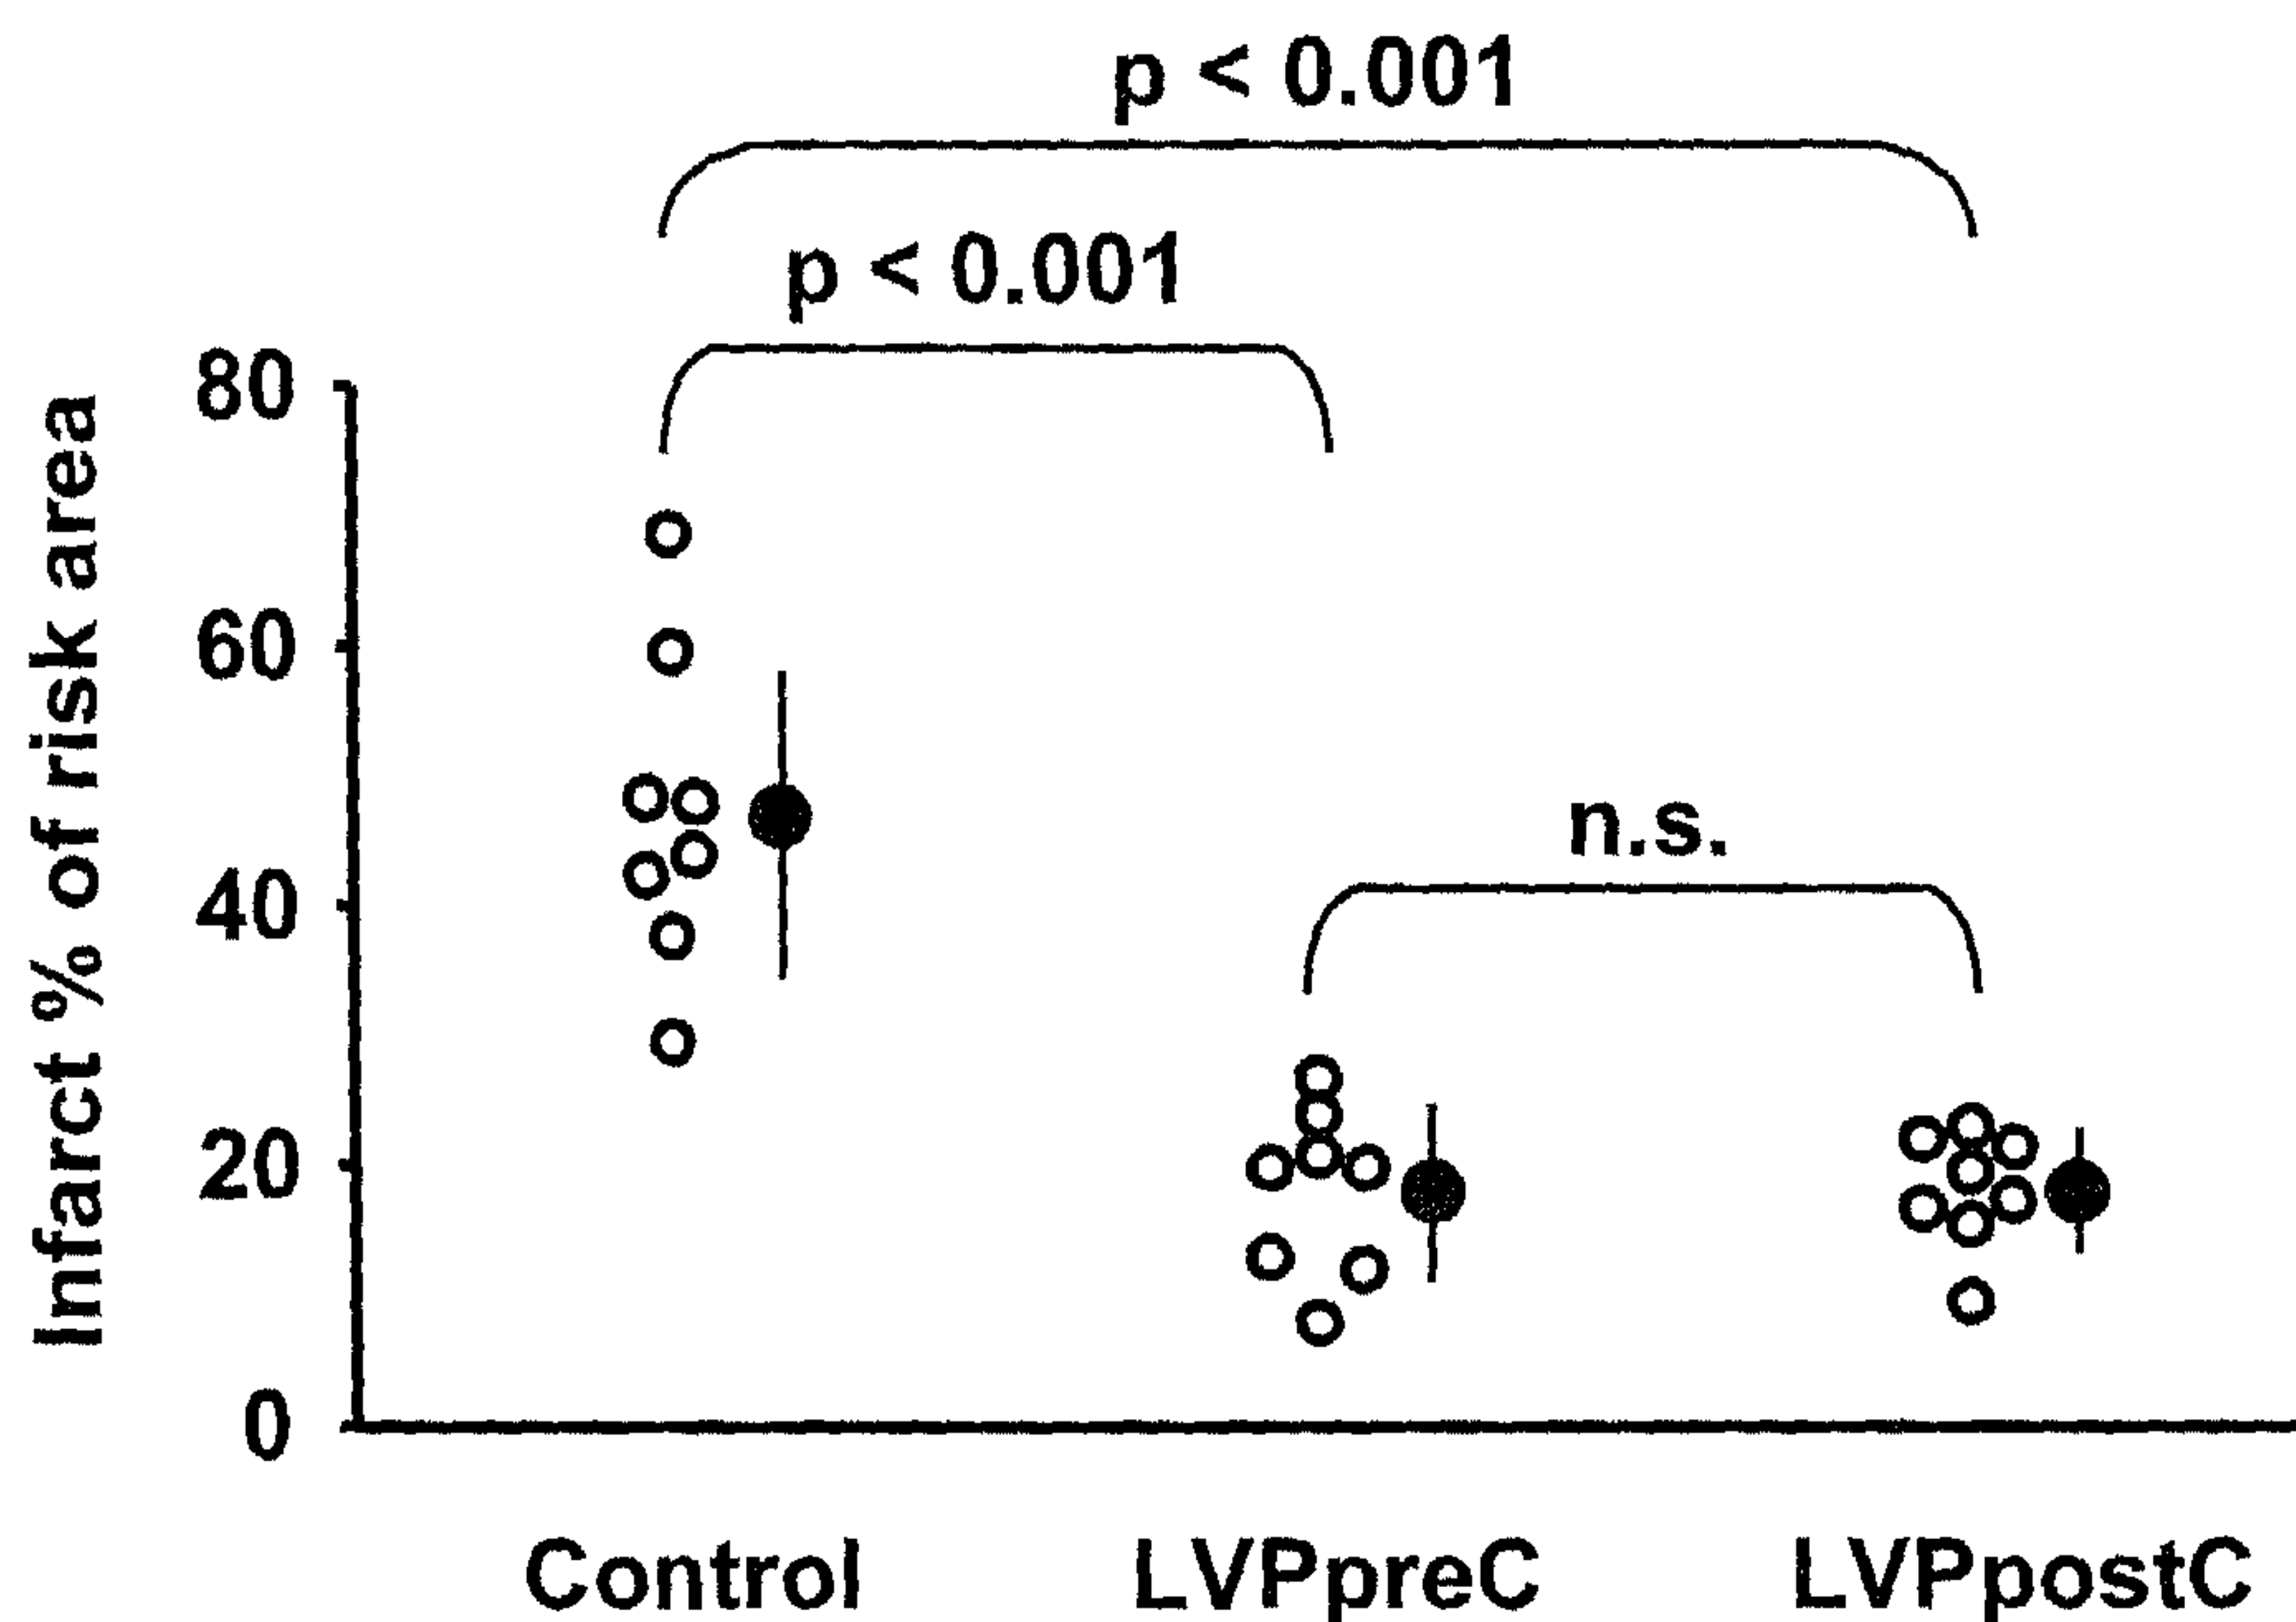 p < 0.001
p < 0.001
80
60
40
20
0
Infarct % of risk area
n.s.
Control
LVPpreC
LVPpostC